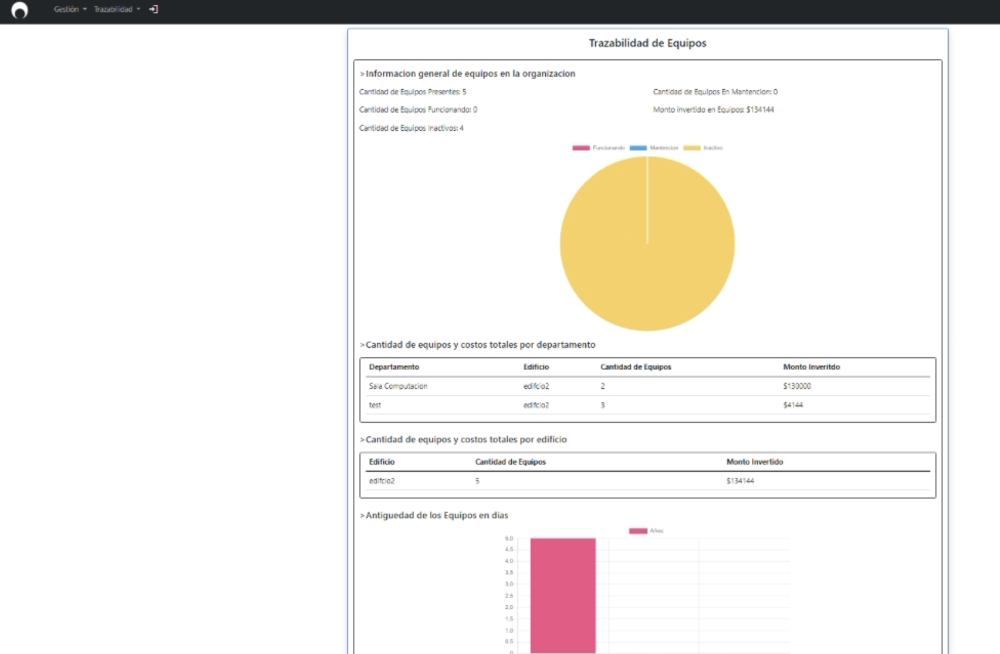 Gestión Trazabilidad
Trazabilidad de Equipos
>Informacion general de equipos en la organizacion
Cantidad de Equipos Presentes: 5
Cantidad de Equipos En Mantencion: 0
Cantidad de Equipos Funcionando: 0
Monto invertido en Equipos: $134144
Cantidad de Equipos Inactivos: 4
Funcionando Mantencion Inactivo
>Cantidad de equipos y costos totales por departamento
Departamento Edificio Cantidad de Equipos Monto Inveritdo
Sala Computacion edifcio2 2 $130000
test edifcio2 3 $4144
>Cantidad de equipos y costos totales por edificio
Edificio Cantidad de Equipos Monto Invertido
edifcio2 5 $134144
>Antiguedad de los Equipos en dias
Años
5,0
4,5
4,0
3,5
3,0
2,5
2,0
1,5
1,0
0,5
0